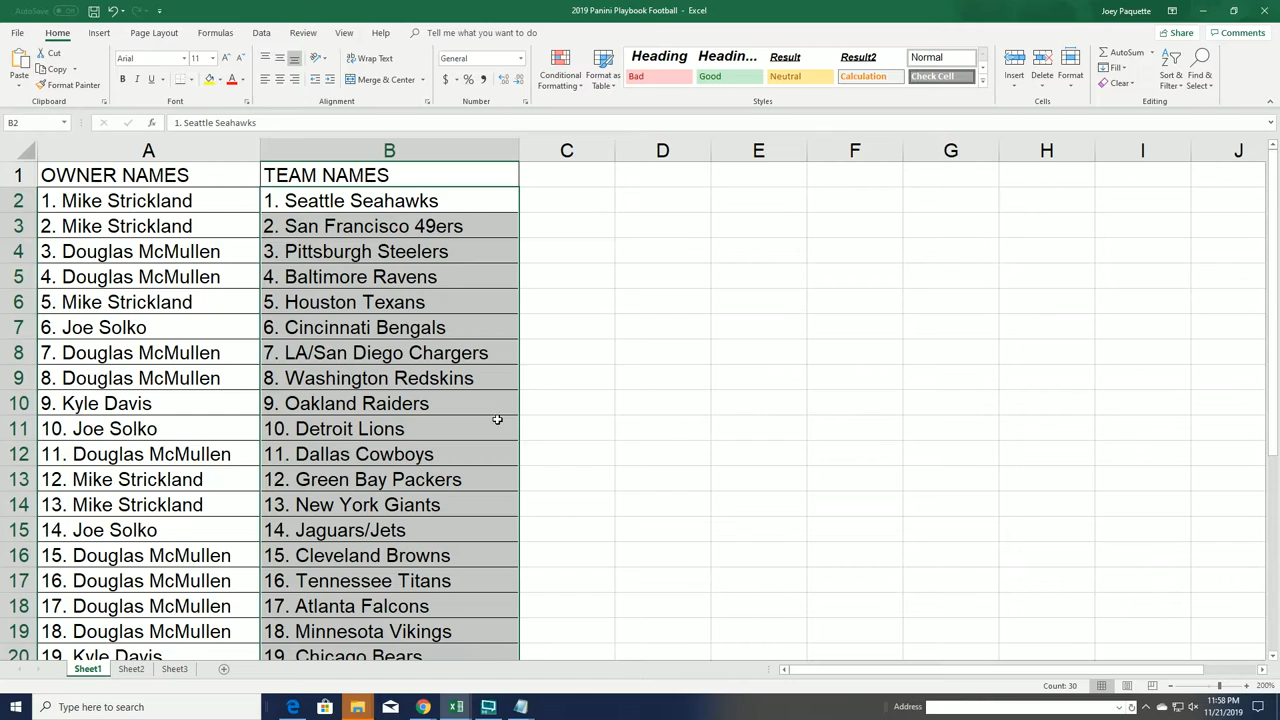 AutoSave Off 2019 Panini Playbook Football - Excel Joey Paquette
File Home Insert Page Layout Formulas Data Review View Help Tell me what you want to do Share Comments
Paste Cut Copy Format Painter Arial 11 Wrap Text Merge & Center General Conditional Formatting Format as Table Heading Headin... Result Result2 Normal Bad Good Neutral Calculation Check Cell Insert Delete Format AutoSum Fill Clear Sort & Filter Find & Select
Clipboard Font Alignment Number Styles Cells Editing
B2 fx 1. Seattle Seahawks
A B C D E F G H I J
1 OWNER NAMES TEAM NAMES
2 1. Mike Strickland 1. Seattle Seahawks
3 2. Mike Strickland 2. San Francisco 49ers
4 3. Douglas McMullen 3. Pittsburgh Steelers
5 4. Douglas McMullen 4. Baltimore Ravens
6 5. Mike Strickland 5. Houston Texans
7 6. Joe Solko 6. Cincinnati Bengals
8 7. Douglas McMullen 7. LA/San Diego Chargers
9 8. Douglas McMullen 8. Washington Redskins
10 9. Kyle Davis 9. Oakland Raiders
11 10. Joe Solko 10. Detroit Lions
12 11. Douglas McMullen 11. Dallas Cowboys
13 12. Mike Strickland 12. Green Bay Packers
14 13. Mike Strickland 13. New York Giants
15 14. Joe Solko 14. Jaguars/Jets
16 15. Douglas McMullen 15. Cleveland Browns
17 16. Douglas McMullen 16. Tennessee Titans
18 17. Douglas McMullen 17. Atlanta Falcons
19 18. Douglas McMullen 18. Minnesota Vikings
20 19. Kyle Davis 19. Chicago Bears
Sheet1 Sheet2 Sheet3
Count: 30 200%
Type here to search Address 11:58 PM
11/21/2019